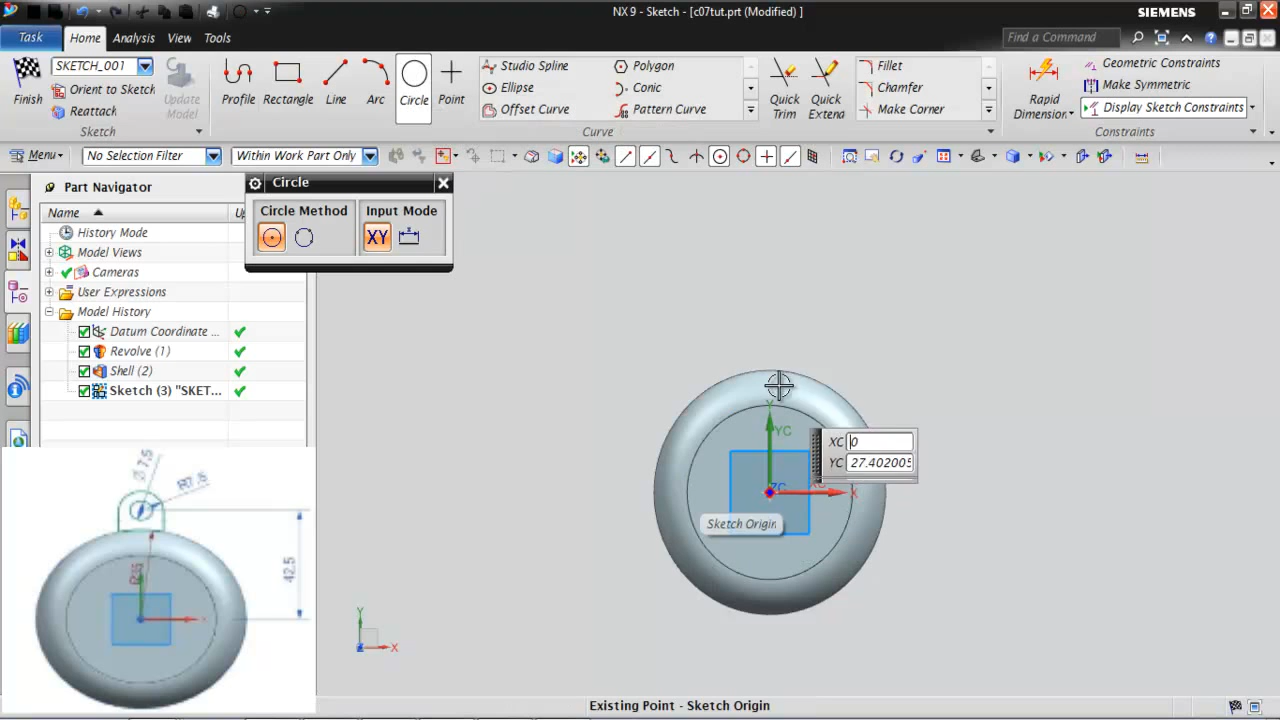 NX 9 - Sketch - [c07tut.prt (Modified) ]
SIEMENS
Task
Home
Analysis
View
Tools
Find a Command
SKETCH_001
Orient to Sketch
Reattach
Finish
Update Model
Profile
Rectangle
Line
Arc
Circle
Point
Studio Spline
Ellipse
Offset Curve
Polygon
Conic
Pattern Curve
Quick Trim
Quick Extend
Fillet
Chamfer
Make Corner
Rapid Dimension
Geometric Constraints
Make Symmetric
Display Sketch Constraints
Sketch
Curve
Constraints
Menu
No Selection Filter
Within Work Part Only
Part Navigator
Name
Up
History Mode
Model Views
Cameras
User Expressions
Model History
Datum Coordinate ...
Revolve (1)
Shell (2)
Sketch (3) "SKET...
Circle
Circle Method
Input Mode
XY
XC 0
YC 27.402005
Y
YC
ZC
XC
X
Sketch Origin
42.5
R35
Y
X
Existing Point - Sketch Origin